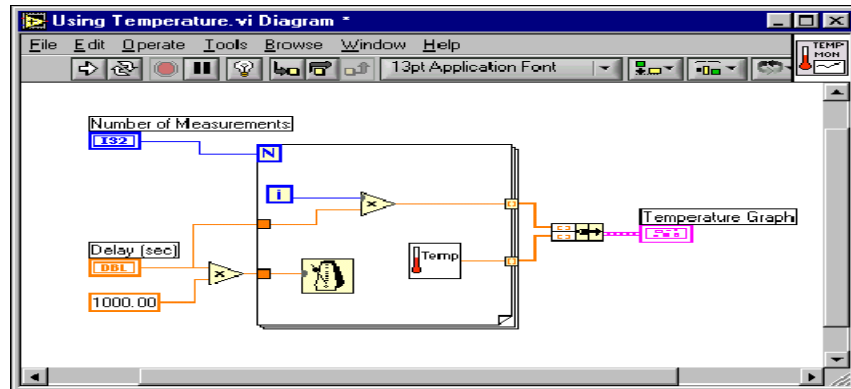 Using Temperature.vi Diagram *
File Edit Operate Tools Browse Window Help
TEMP
MON
13pt Application Font
Number of Measurements
I32
N
i
x
Temperature Graph
Delay (sec)
DBL
x
Temp
1000.00